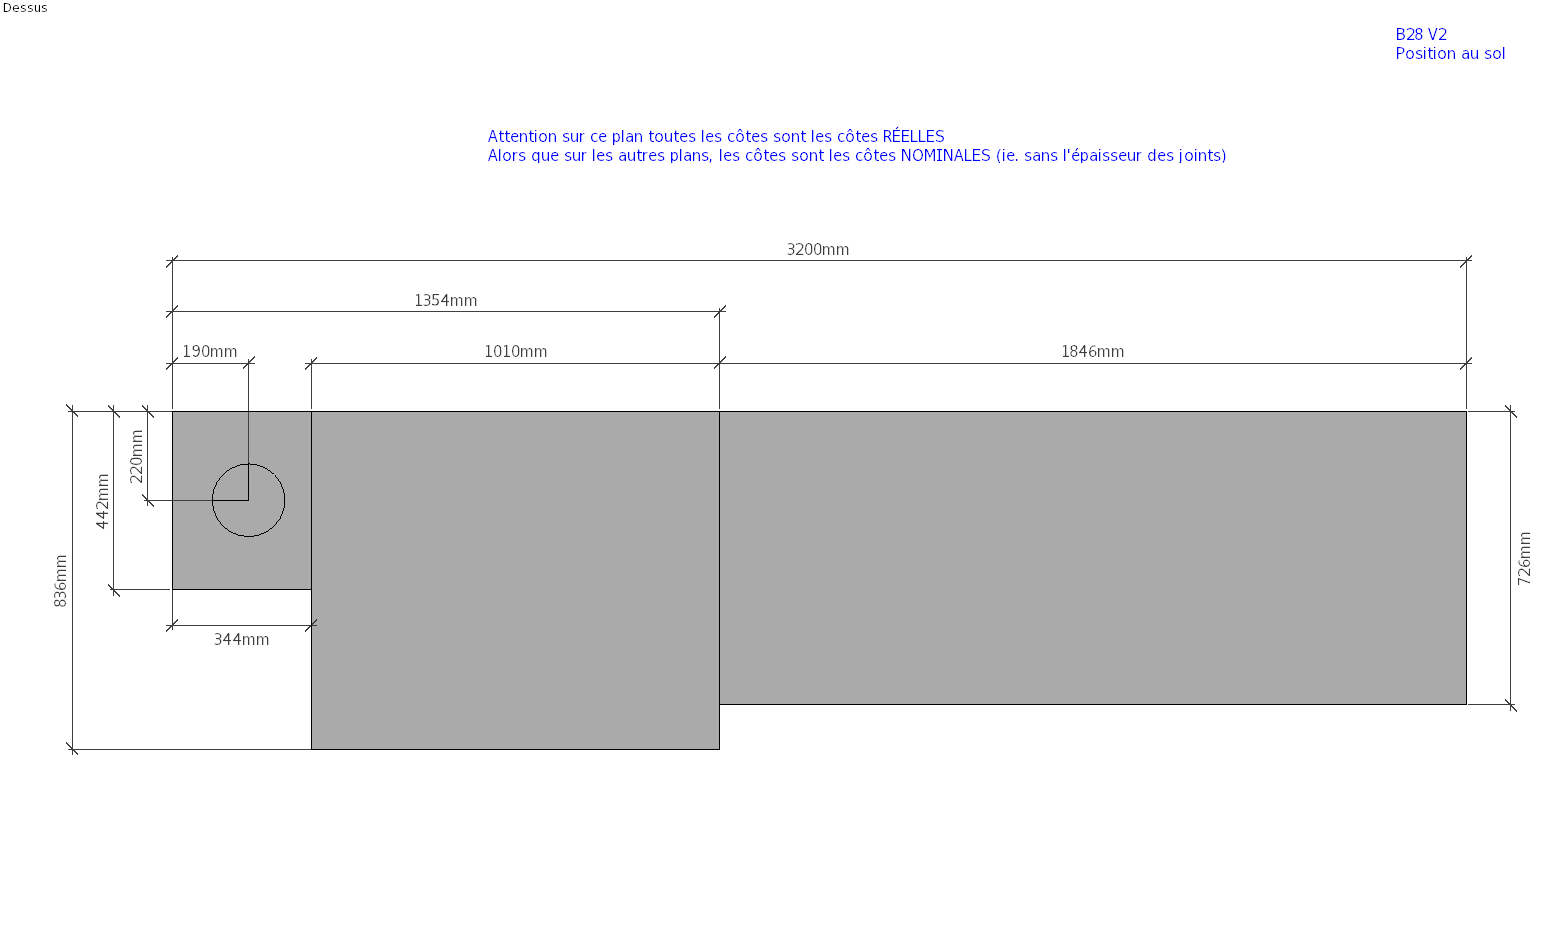 Dessus
B28 V2
Position au sol
Attention sur ce plan toutes les côtes sont les côtes RÉELLES
Alors que sur les autres plans, les côtes sont les côtes NOMINALES (ie. sans l'épaisseur des joints)
3200mm
1354mm
190mm
1010mm
1846mm
220mm
442mm
836mm
726mm
344mm